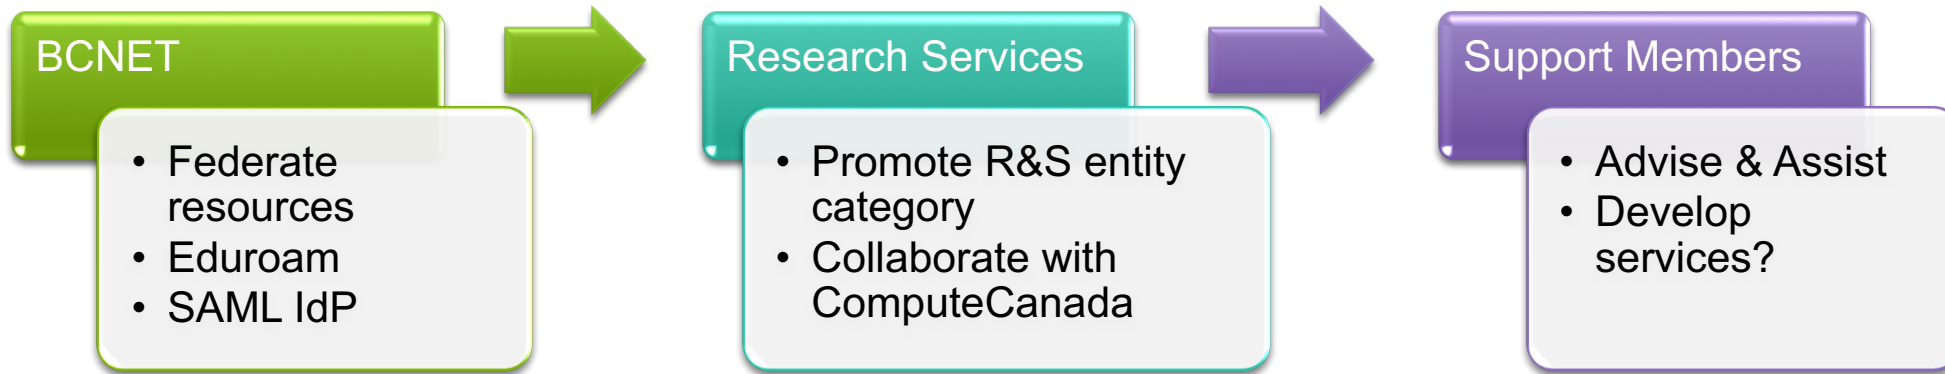 BCNET
• Federate
resources
• Eduroam
• SAML IdP
Research Services
• Promote R&S entity
category
• Collaborate with
ComputeCanada
Support Members
• Advise & Assist
• Develop
services?